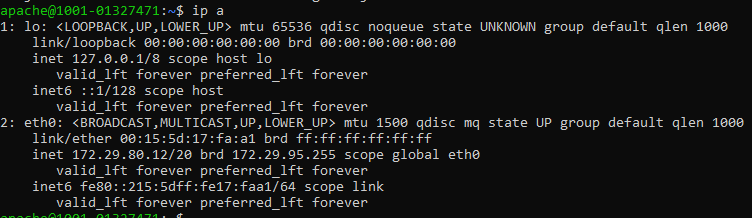 apache@1001-01327471:~$ ip a
1: lo: <LOOPBACK,UP,LOWER_UP> mtu 65536 qdisc noqueue state UNKNOWN group default qlen 1000
    link/loopback 00:00:00:00:00:00 brd 00:00:00:00:00:00
    inet 127.0.0.1/8 scope host lo
       valid_lft forever preferred_lft forever
    inet6 ::1/128 scope host
       valid_lft forever preferred_lft forever
2: eth0: <BROADCAST,MULTICAST,UP,LOWER_UP> mtu 1500 qdisc mq state UP group default qlen 1000
    link/ether 00:15:5d:17:fa:a1 brd ff:ff:ff:ff:ff:ff
    inet 172.29.80.12/20 brd 172.29.95.255 scope global eth0
       valid_lft forever preferred_lft forever
    inet6 fe80::215:5dff:fe17:faa1/64 scope link
       valid_lft forever preferred_lft forever
apache@1001-01327471:~$